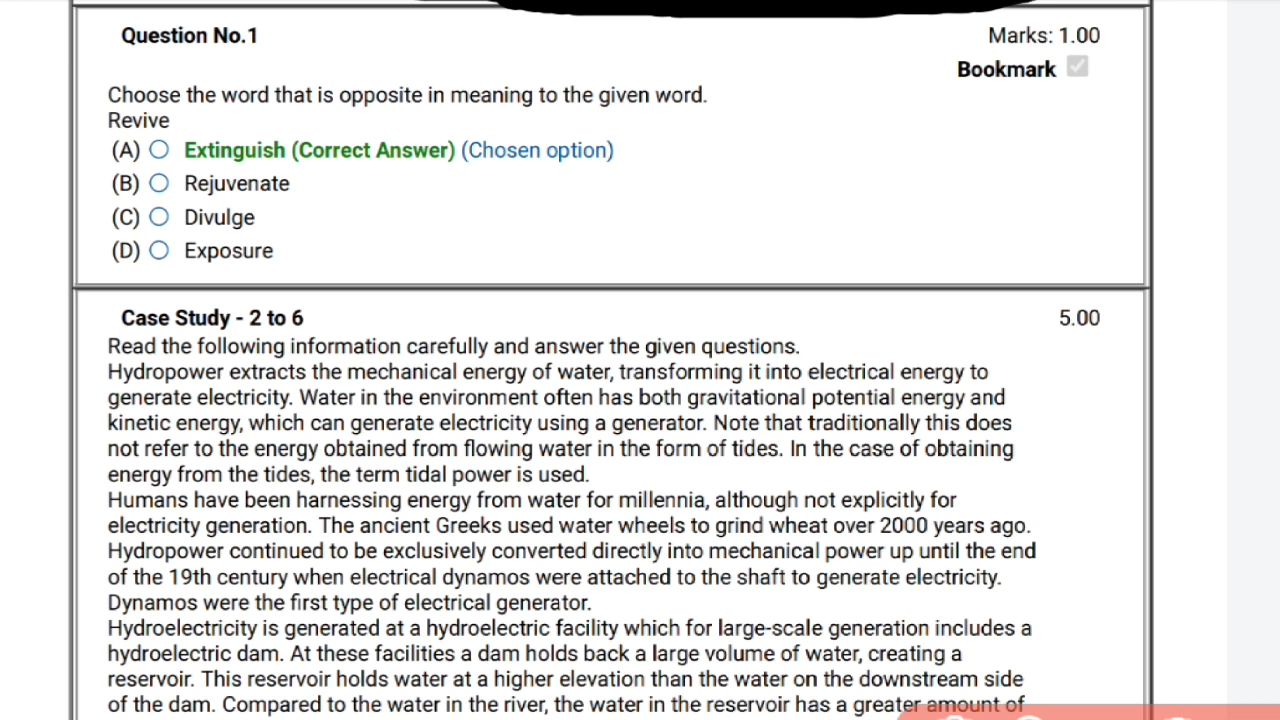 Question No.1
Marks: 1.00
Bookmark
Choose the word that is opposite in meaning to the given word.
Revive
(A) Extinguish (Correct Answer) (Chosen option)
(B) Rejuvenate
(C) Divulge
(D) Exposure
Case Study - 2 to 6
5.00
Read the following information carefully and answer the given questions.
Hydropower extracts the mechanical energy of water, transforming it into electrical energy to
generate electricity. Water in the environment often has both gravitational potential energy and
kinetic energy, which can generate electricity using a generator. Note that traditionally this does
not refer to the energy obtained from flowing water in the form of tides. In the case of obtaining
energy from the tides, the term tidal power is used.
Humans have been harnessing energy from water for millennia, although not explicitly for
electricity generation. The ancient Greeks used water wheels to grind wheat over 2000 years ago.
Hydropower continued to be exclusively converted directly into mechanical power up until the end
of the 19th century when electrical dynamos were attached to the shaft to generate electricity.
Dynamos were the first type of electrical generator.
Hydroelectricity is generated at a hydroelectric facility which for large-scale generation includes a
hydroelectric dam. At these facilities a dam holds back a large volume of water, creating a
reservoir. This reservoir holds water at a higher elevation than the water on the downstream side
of the dam. Compared to the water in the river, the water in the reservoir has a greater amount of